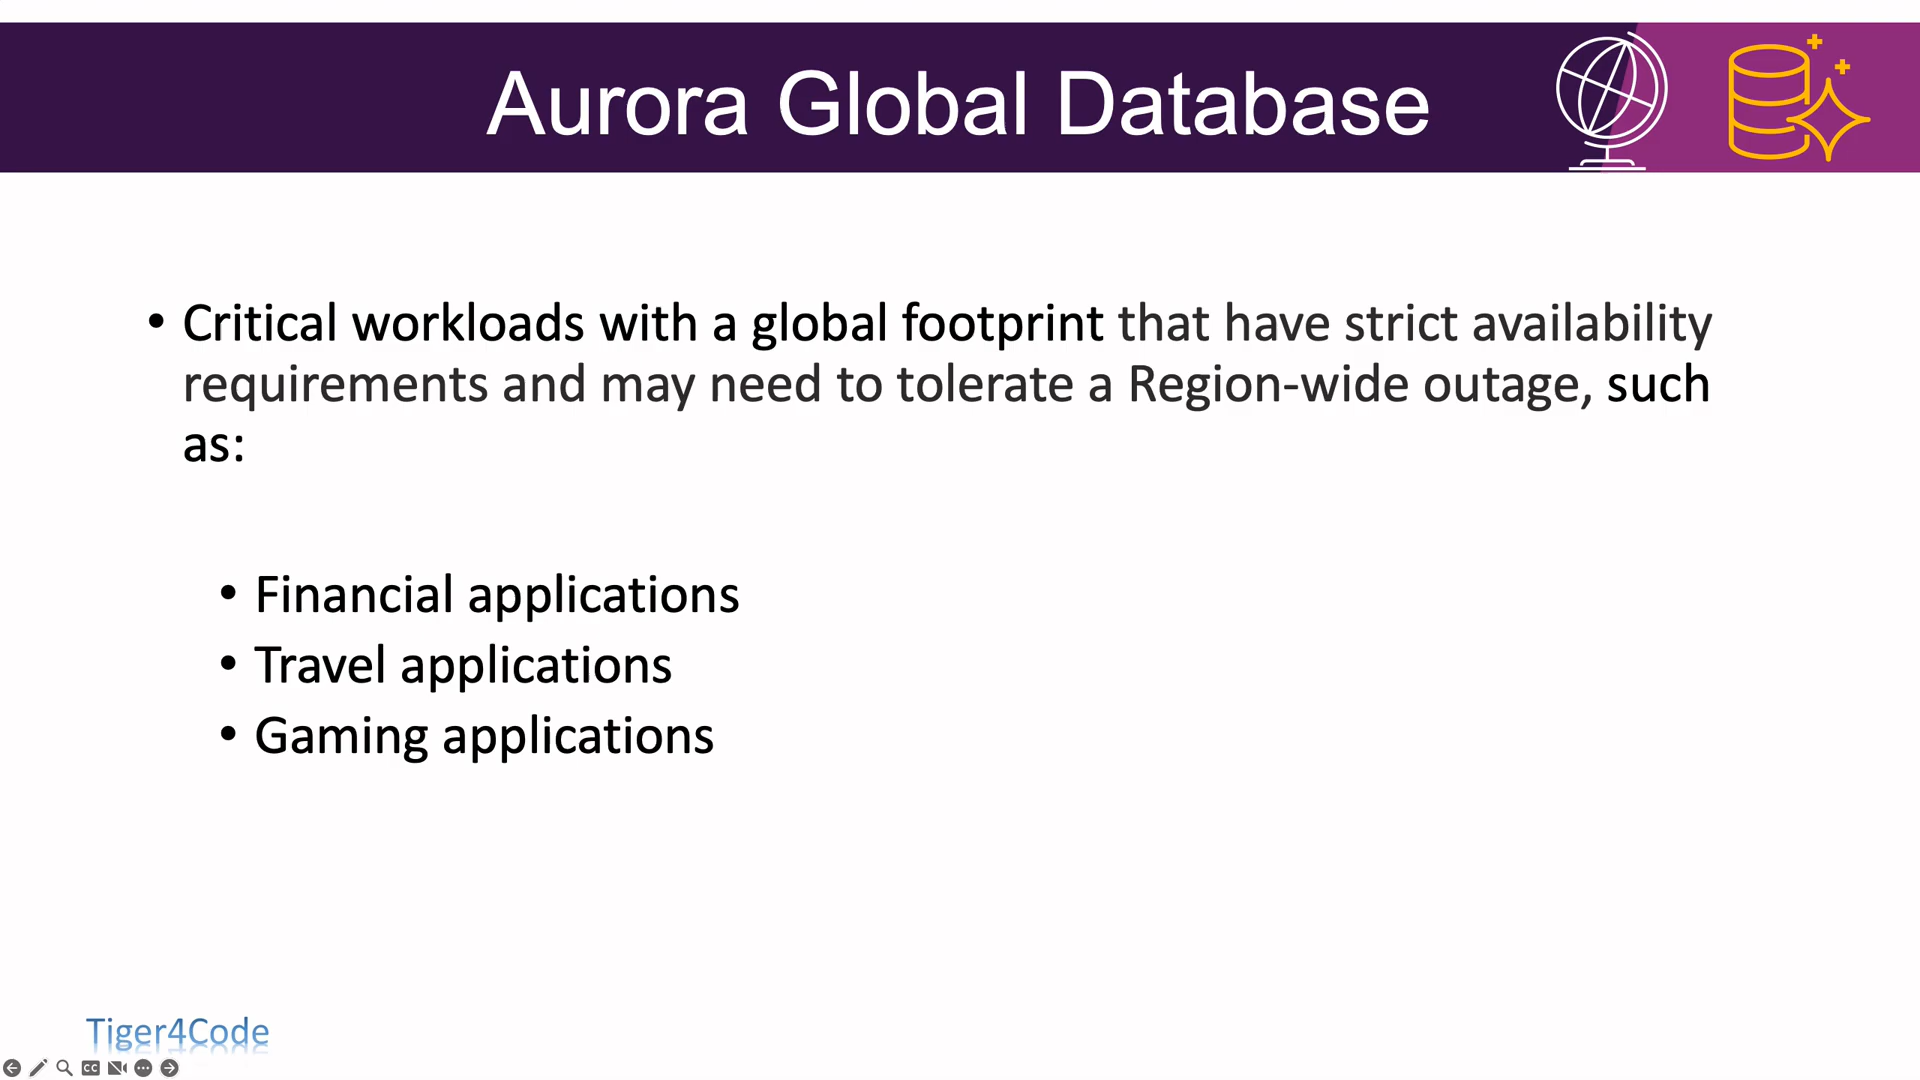 Aurora Global Database
• Critical workloads with a global footprint that have strict availability
requirements and may need to tolerate a Region-wide outage, such
as:
• Financial applications
• Travel applications
• Gaming applications
Tiger4Code
CC